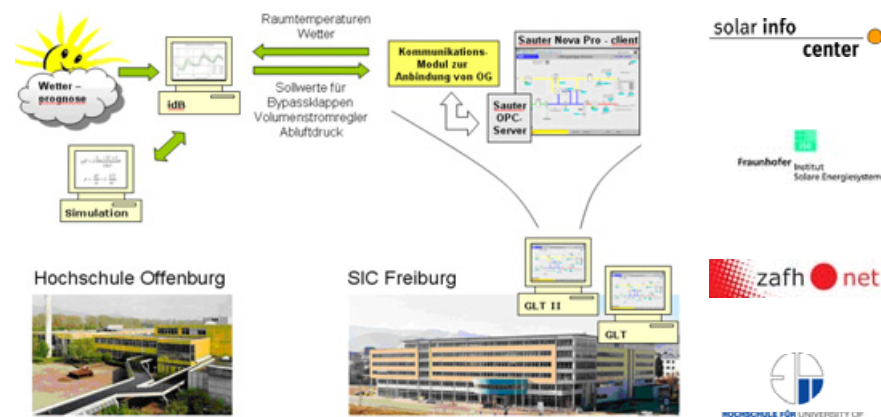 Raumtemperaturen
Wetter
Wetter –
prognose
idB
Sollwerte für
Bypassklappen
Volumenstromregler
Abluftdruck
Simulation
Kommunikations-
Modul zur
Anbindung von OG
Sauter Nova Pro - client
Sauter
OPC-
Server
Hochschule Offenburg
SIC Freiburg
GLT II
GLT
solar info
center
ISE
Fraunhofer Institut
Solare Energiesystem
zafh net
HOCHSCHULE FÜR UNIVERSITY OF